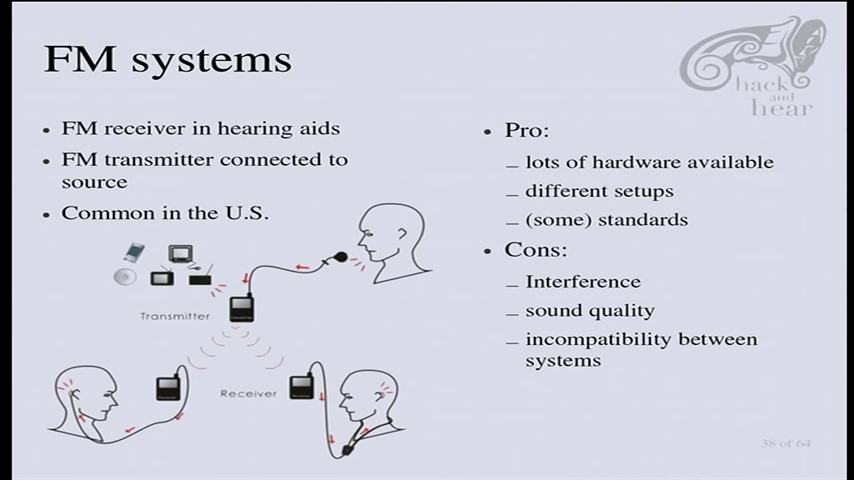 FM systems
hack
and
hear
• FM receiver in hearing aids
• FM transmitter connected to
source
• Common in the U.S.
Transmitter
Receiver
• Pro:
– lots of hardware available
– different setups
– (some) standards
• Cons:
– Interference
– sound quality
– incompatibility between
systems
38 of 64